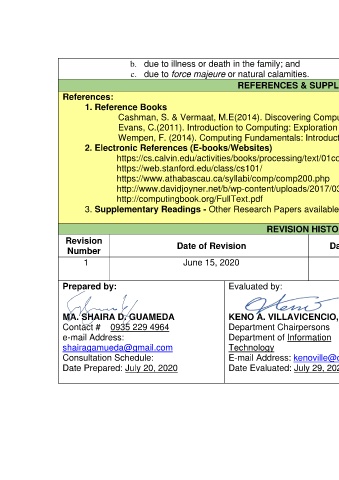 b. due to illness or death in the family; and
c. due to force majeure or natural calamities.
REFERENCES & SUPPL
References:
1. Reference Books
Cashman, S. & Vermaat, M.E(2014). Discovering Compu
Evans, C.(2011). Introduction to Computing: Exploration
Wempen, F. (2014). Computing Fundamentals: Introduct
2. Electronic References (E-books/Websites)
https://cs.calvin.edu/activities/books/processing/text/01co
https://web.stanford.edu/class/cs101/
https://www.athabascau.ca/syllabi/comp/comp200.php
http://www.davidjoyner.net/b/wp-content/uploads/2017/03
http://computingbook.org/FullText.pdf
3. Supplementary Readings - Other Research Papers available
REVISION HISTO
Revision Number Date of Revision Da
1 June 15, 2020
Prepared by:
MA. SHAIRA D. GUAMEDA
Contact # 0935 229 4964
e-mail Address:
shairagamueda@gmail.com
Consultation Schedule:
Date Prepared: July 20, 2020
Evaluated by:
KENO A. VILLAVICENCIO,
Department Chairpersons
Department of Information
Technology
E-mail Address: kenoville@
Date Evaluated: July 29, 202